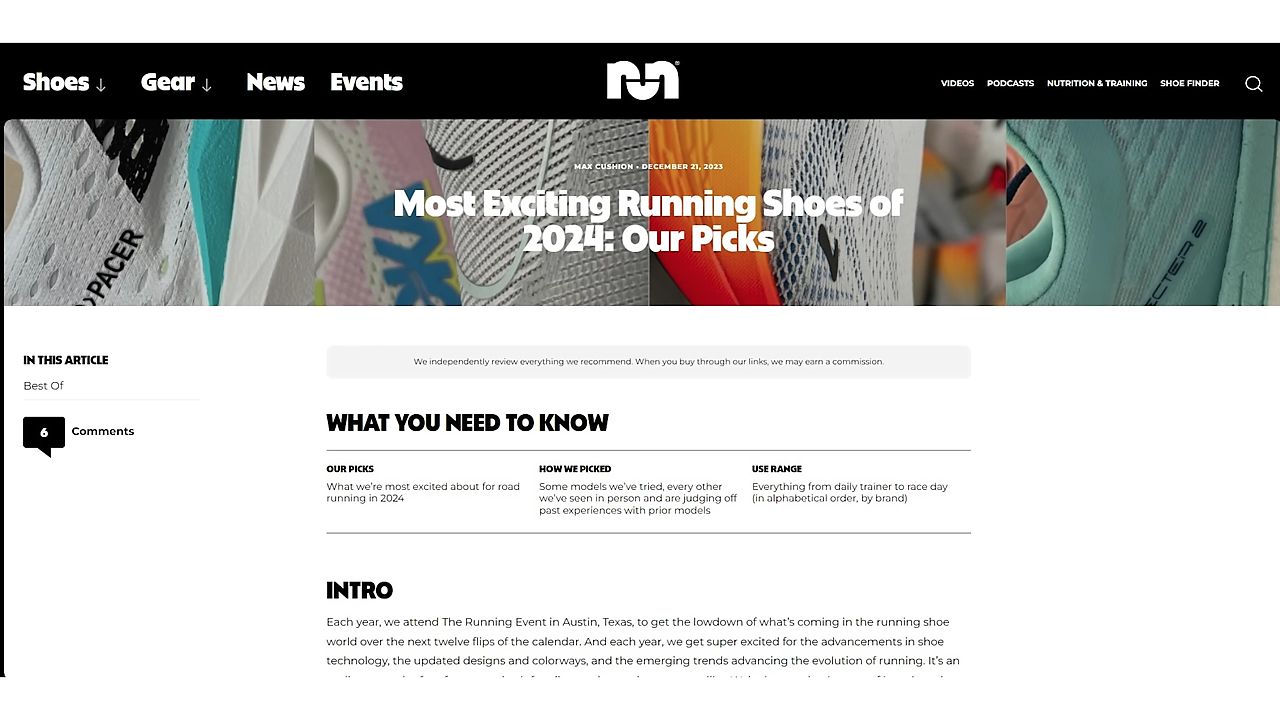 Shoes ↓ Gear ↓ News Events
VIDEOS PODCASTS NUTRITION & TRAINING SHOE FINDER
MAX CUSHION • DECEMBER 21, 2023
Most Exciting Running Shoes of
2024: Our Picks
PACER
IN THIS ARTICLE
Best Of
6 Comments
We independently review everything we recommend. When you buy through our links, we may earn a commission.
WHAT YOU NEED TO KNOW
OUR PICKS
What we're most excited about for road
running in 2024
HOW WE PICKED
Some models we've tried, every other
we've seen in person and are judging off
past experiences with prior models
USE RANGE
Everything from daily trainer to race day
(in alphabetical order, by brand)
INTRO
Each year, we attend The Running Event in Austin, Texas, to get the lowdown of what's coming in the running shoe
world over the next twelve flips of the calendar. And each year, we get super excited for the advancements in shoe
technology, the updated designs and colorways, and the emerging trends advancing the evolution of running. It's an